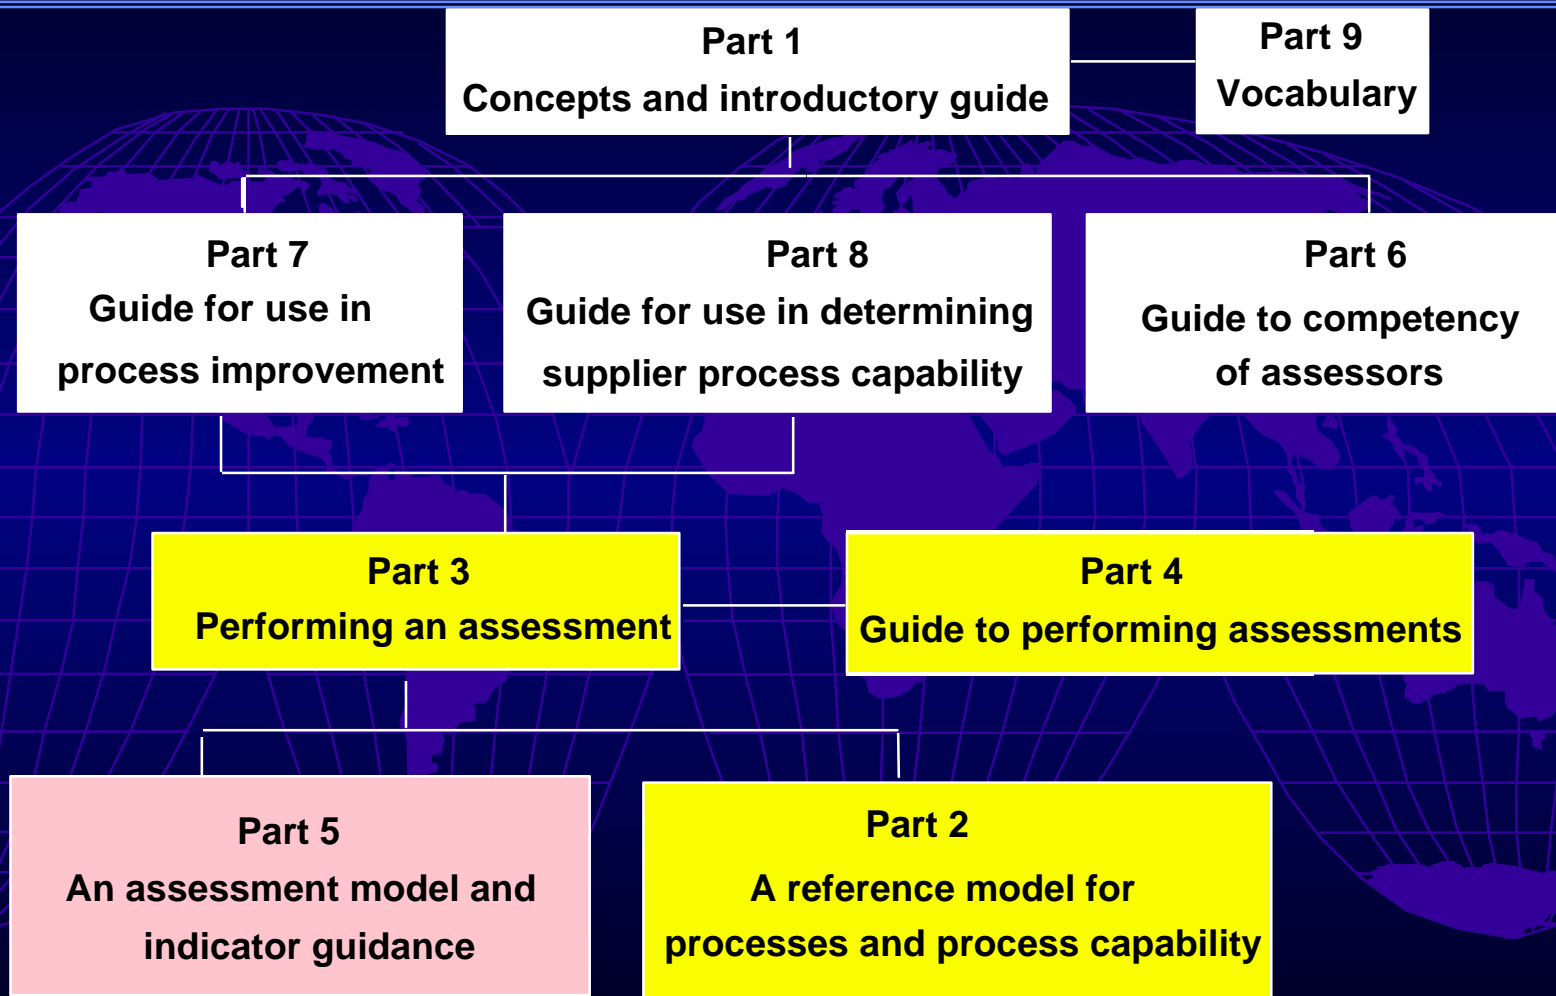 Part 1
Concepts and introductory guide
Part 9
Vocabulary
Part 7
Guide for use in
process improvement
Part 8
Guide for use in determining
supplier process capability
Part 6
Guide to competency
of assessors
Part 3
Performing an assessment
Part 4
Guide to performing assessments
Part 5
An assessment model and
indicator guidance
Part 2
A reference model for
processes and process capability